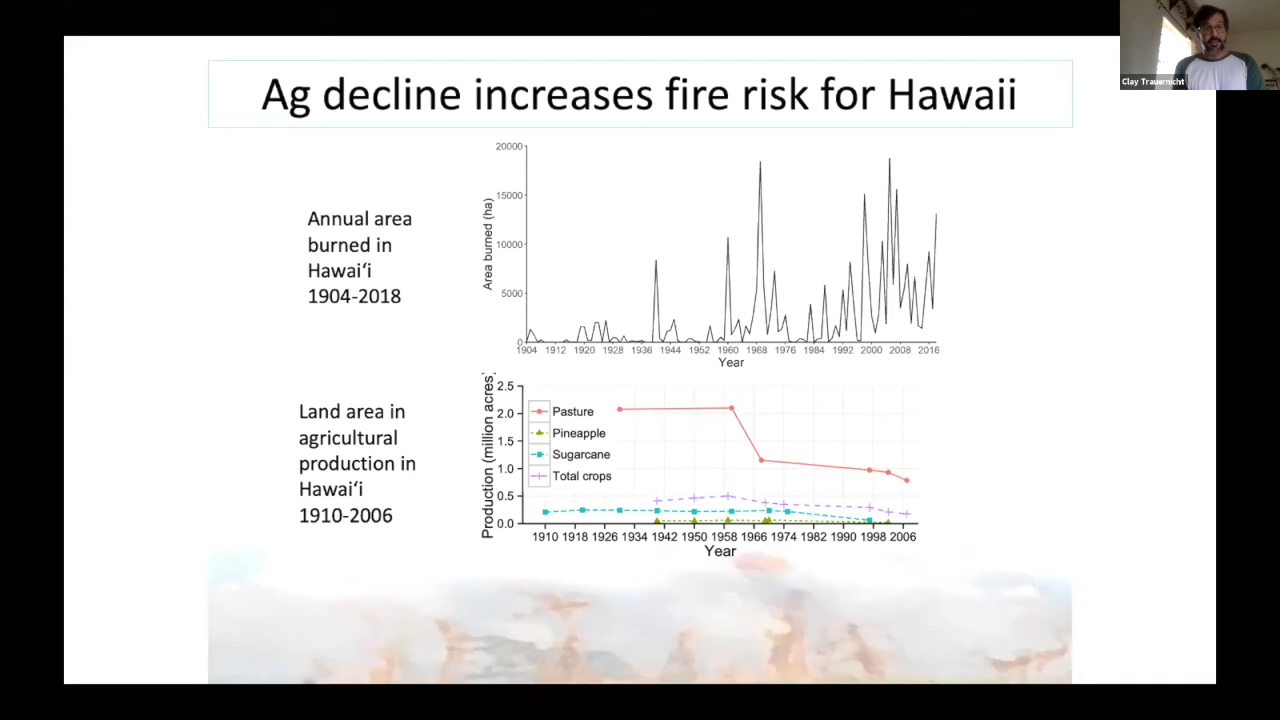 Clay Trauernicht
Ag decline increases fire risk for Hawaii
Annual area
burned in
Hawaiʻi
1904-2018
Area burned (ha)
20000
15000
10000
5000
0
1904 1912 1920 1928 1936 1944 1952 1960 1968 1976 1984 1992 2000 2008 2016
Year
Land area in
agricultural
production in
Hawaiʻi
1910-2006
Production (million acres)
2.5
2.0
1.5
1.0
0.5
0.0
Pasture
Pineapple
Sugarcane
Total crops
1910 1918 1926 1934 1942 1950 1958 1966 1974 1982 1990 1998 2006
Year